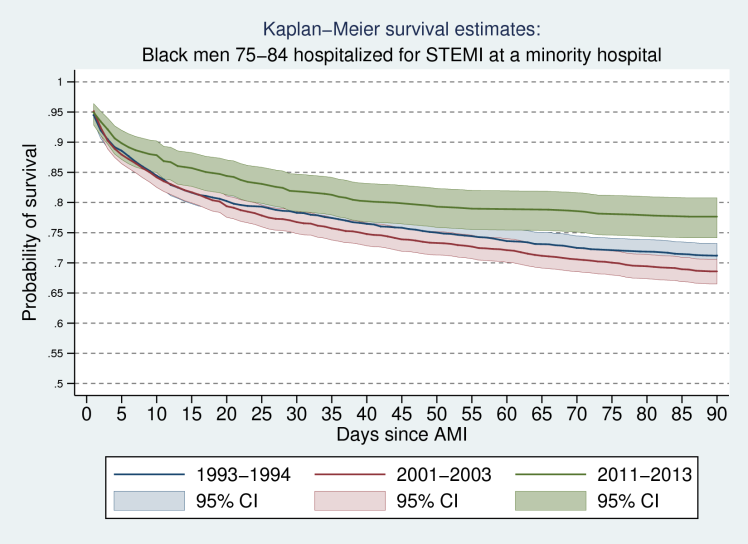 Kaplan−Meier survival estimates:
Black men 75−84 hospitalized for STEMI at a minority hospital
Probability of survival
1
.95
.9
.85
.8
.75
.7
.65
.6
.55
.5
0 5 10 15 20 25 30 35 40 45 50 55 60 65 70 75 80 85 90
Days since AMI
1993−1994 2001−2003 2011−2013
95% CI 95% CI 95% CI